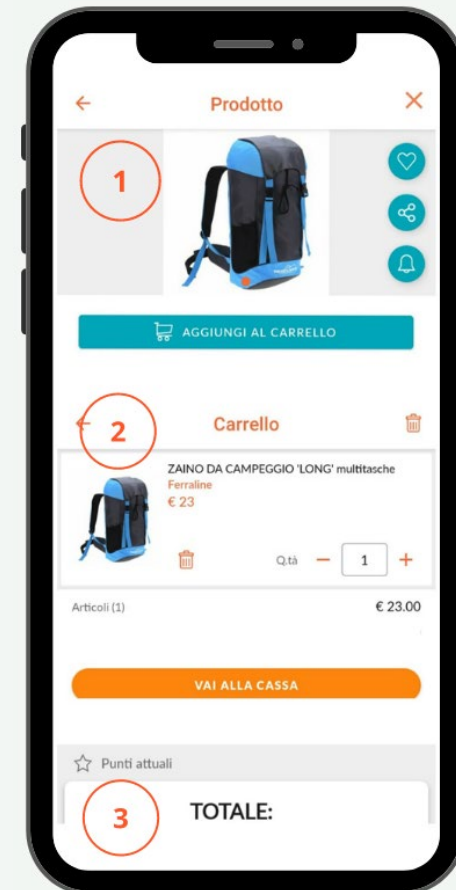 Prodotto
1
AGGIUNGI AL CARRELLO
2
Carrello
ZAINO DA CAMPEGGIO 'LONG' multitasche
Ferraline
€ 23
Q.tà − 1 +
Articoli (1) € 23.00
VAI ALLA CASSA
Punti attuali
3
TOTALE: